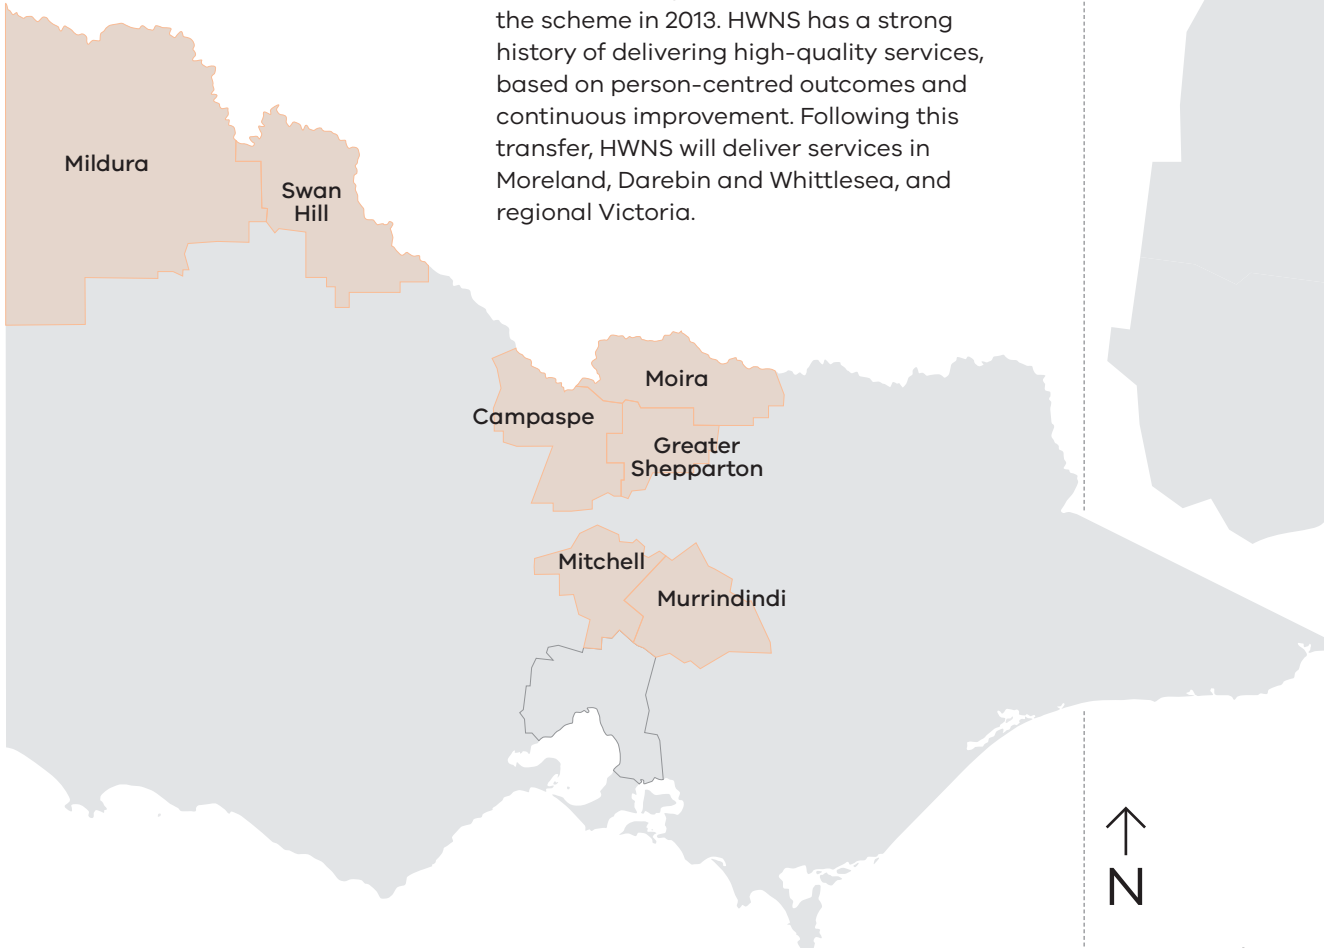 the scheme in 2013. HWNS has a strong
history of delivering high-quality services,
based on person-centred outcomes and
continuous improvement. Following this
transfer, HWNS will deliver services in
Moreland, Darebin and Whittlesea, and
regional Victoria.
Mildura
Swan
Hill
Moira
Campaspe
Greater
Shepparton
Mitchell
Murrindindi
N